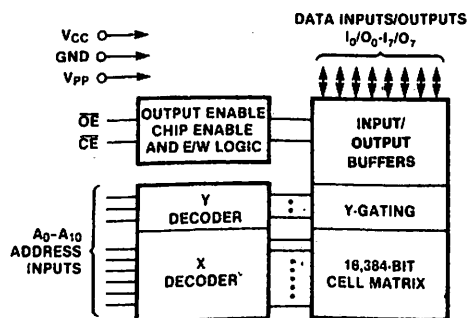 DATA INPUTS/OUTPUTS
I0/O0-I7/O7
VCC
GND
VPP
OE
CE
OUTPUT ENABLE
CHIP ENABLE
AND E/W LOGIC
INPUT/
OUTPUT
BUFFERS
A0-A10
ADDRESS
INPUTS
Y
DECODER
Y-GATING
X
DECODER
16,384-BIT
CELL MATRIX